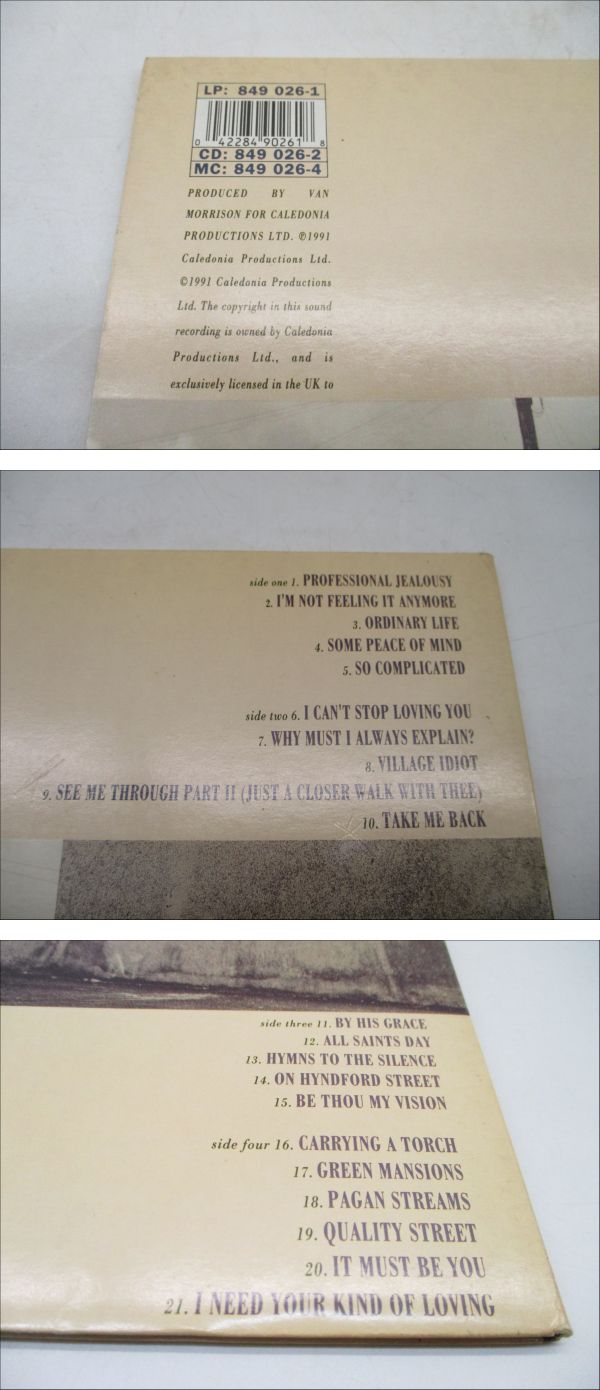 LP: 849 026-1
0 42284 90261 8
CD: 849 026-2
MC: 849 026-4
PRODUCED BY VAN
MORRISON FOR CALEDONIA
PRODUCTIONS LTD. ℗1991
Caledonia Productions Ltd.
©1991 Caledonia Productions
Ltd. The copyright in this sound
recording is owned by Caledonia
Productions Ltd., and is
exclusively licensed in the UK to
side one 1. PROFESSIONAL JEALOUSY
2. I'M NOT FEELING IT ANYMORE
3. ORDINARY LIFE
4. SOME PEACE OF MIND
5. SO COMPLICATED
side two 6. I CAN'T STOP LOVING YOU
7. WHY MUST I ALWAYS EXPLAIN?
8. VILLAGE IDIOT
9. SEE ME THROUGH PART II (JUST A CLOSER WALK WITH THEE)
10. TAKE ME BACK
side three 11. BY HIS GRACE
12. ALL SAINTS DAY
13. HYMNS TO THE SILENCE
14. ON HYNDFORD STREET
15. BE THOU MY VISION
side four 16. CARRYING A TORCH
17. GREEN MANSIONS
18. PAGAN STREAMS
19. QUALITY STREET
20. IT MUST BE YOU
21. I NEED YOUR KIND OF LOVING